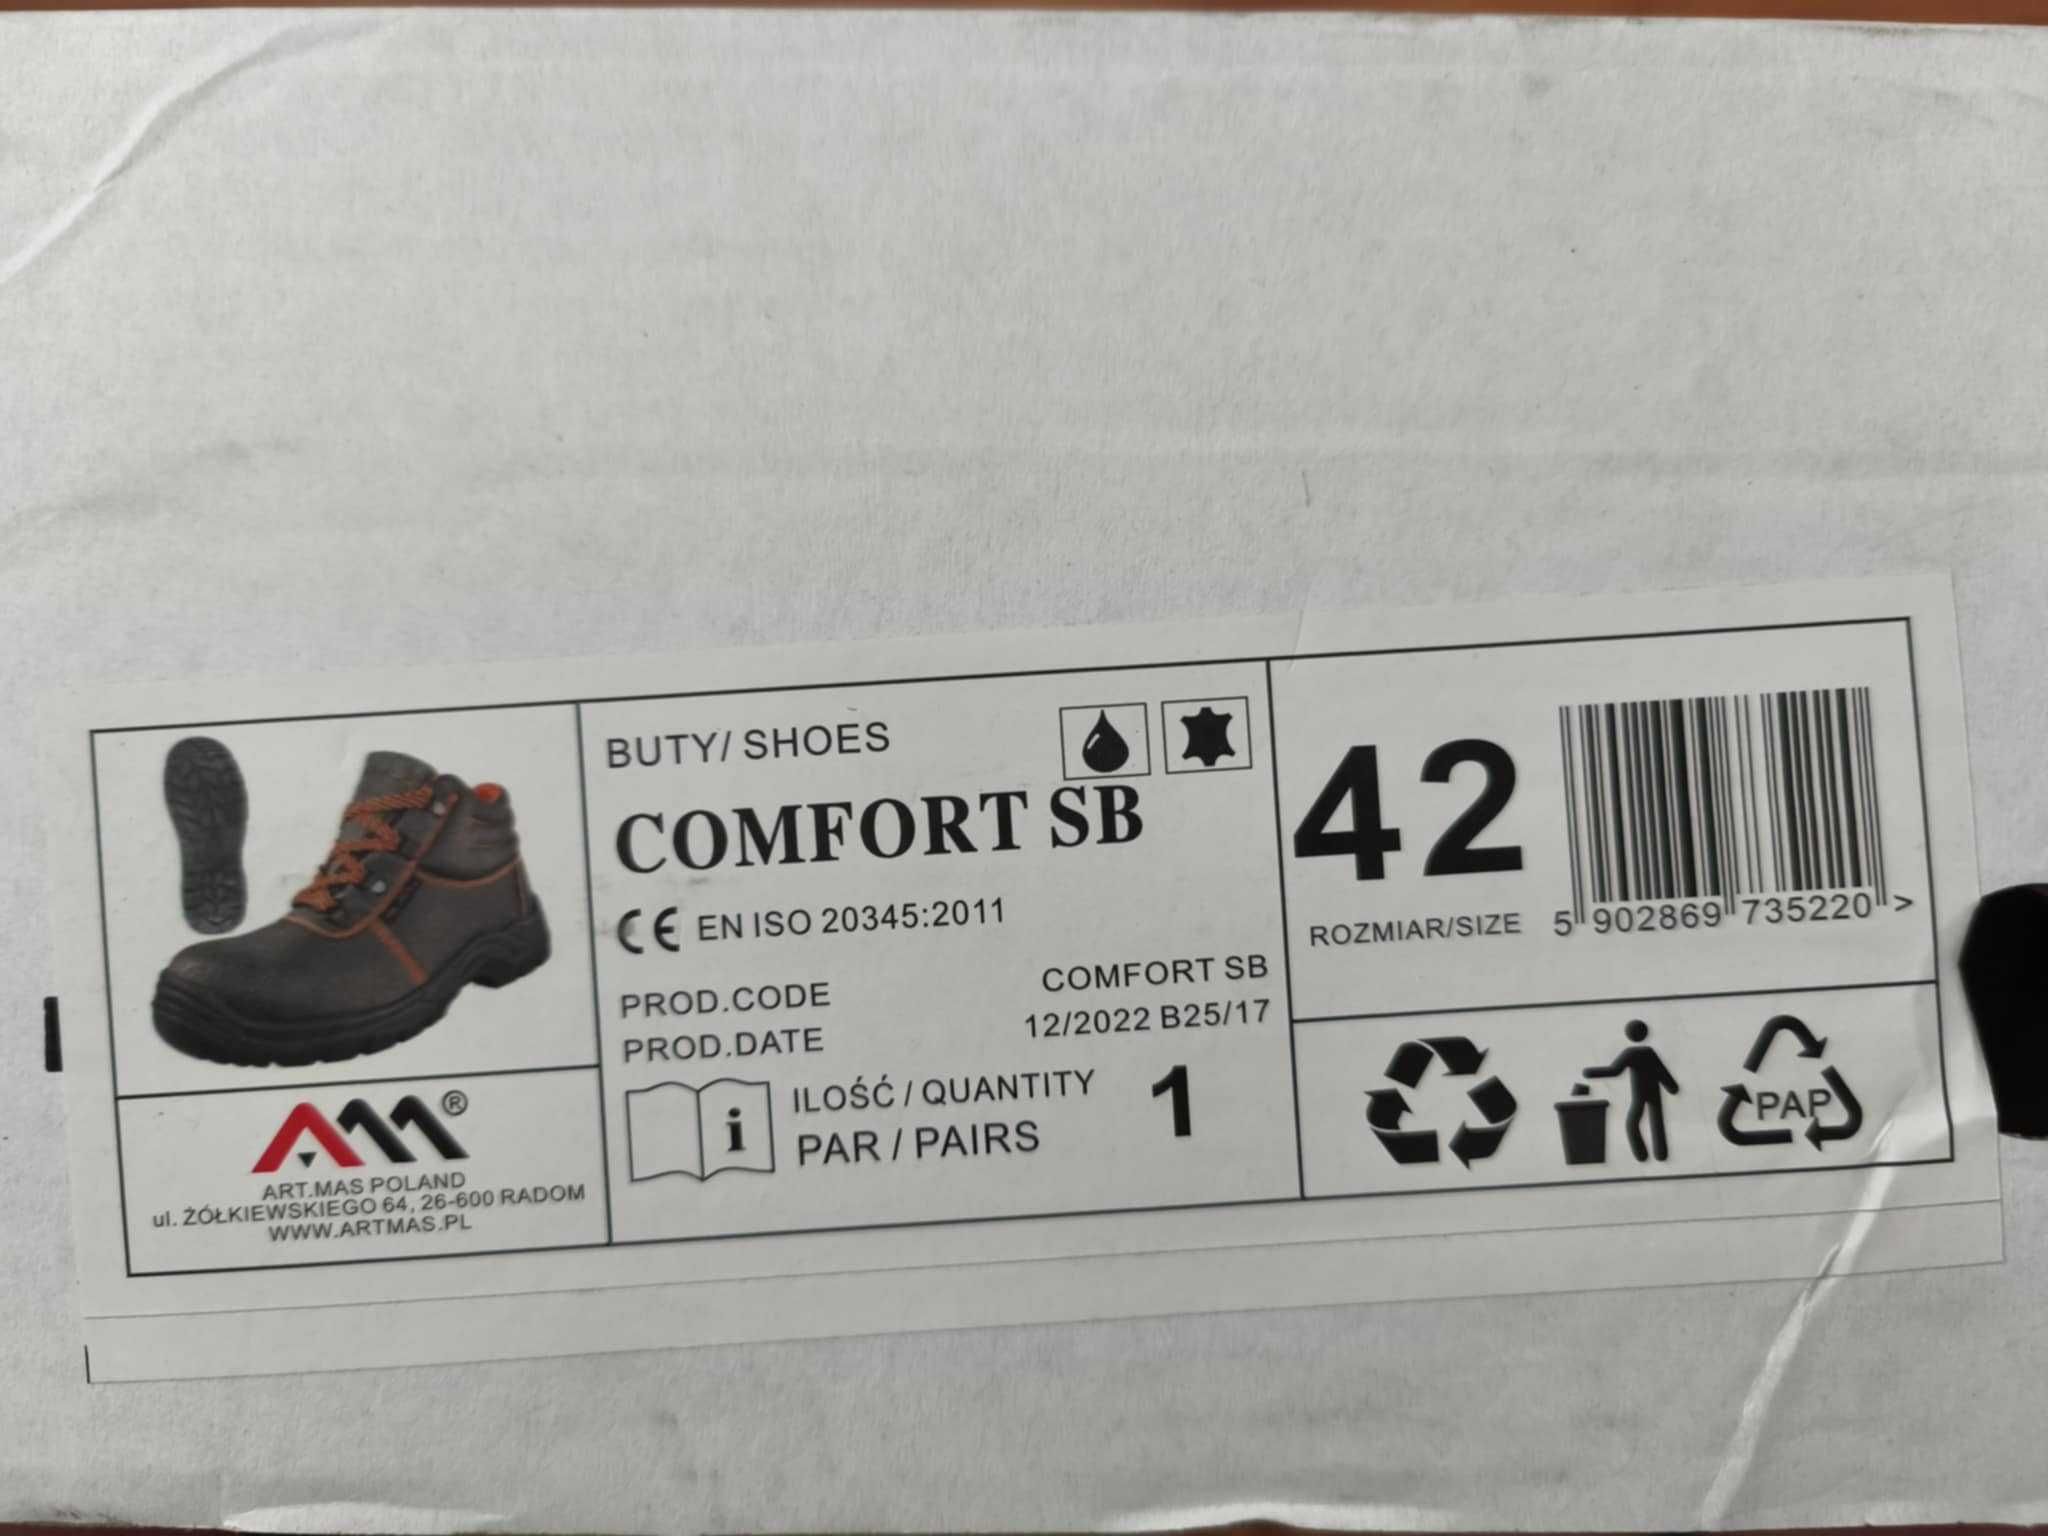 BUTY/ SHOES
COMFORT SB
CE EN ISO 20345:2011
PROD.CODE COMFORT SB
PROD.DATE 12/2022 B25/17
i
ILOŚĆ / QUANTITY 1
PAR / PAIRS
AM®
ART.MAS POLAND
ul. ŻÓŁKIEWSKIEGO 64, 26-600 RADOM
WWW.ARTMAS.PL
42
ROZMIAR/SIZE
5 902869 735220 >
PAP